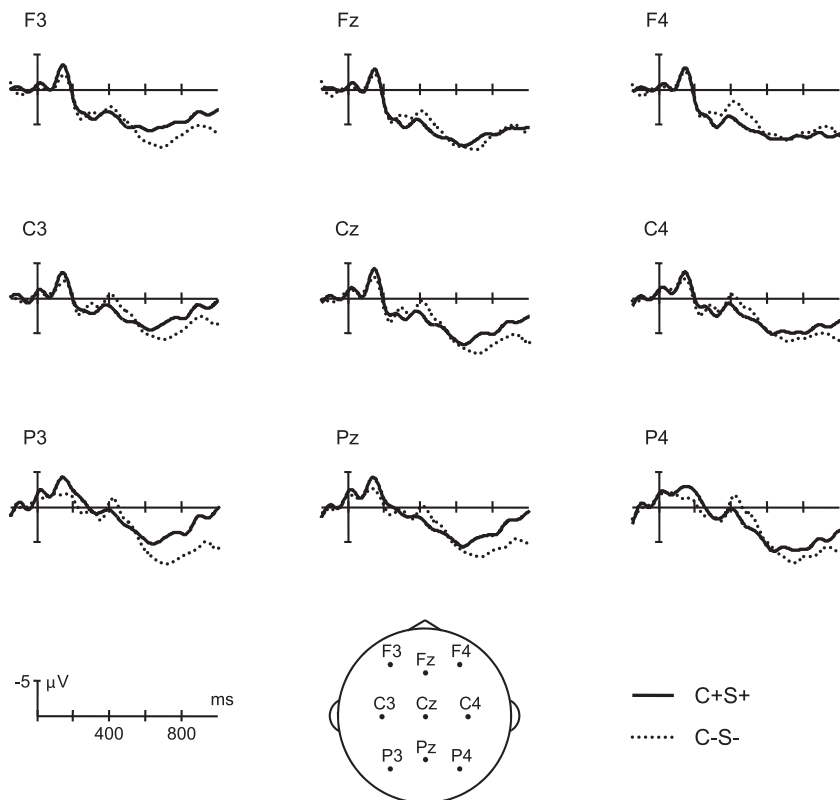 F3 Fz F4
C3 Cz C4
P3 Pz P4
-5 µV
ms
400 800
F3 Fz F4
C3 Cz C4
P3 Pz P4
C+S+
C-S-